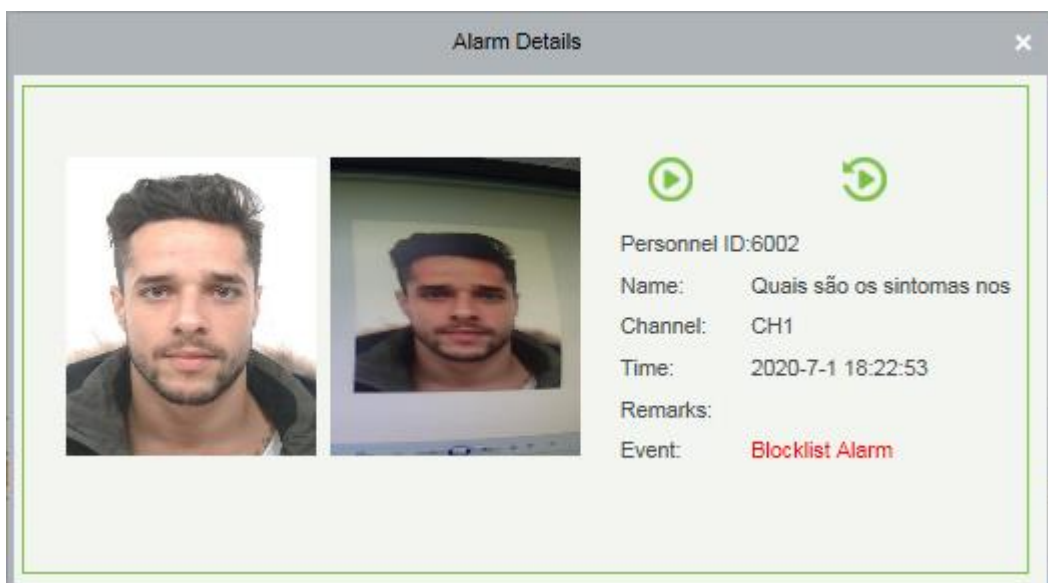 Alarm Details
Personnel ID:6002
Name: Quais são os sintomas nos
Channel: CH1
Time: 2020-7-1 18:22:53
Remarks:
Event: Blocklist Alarm